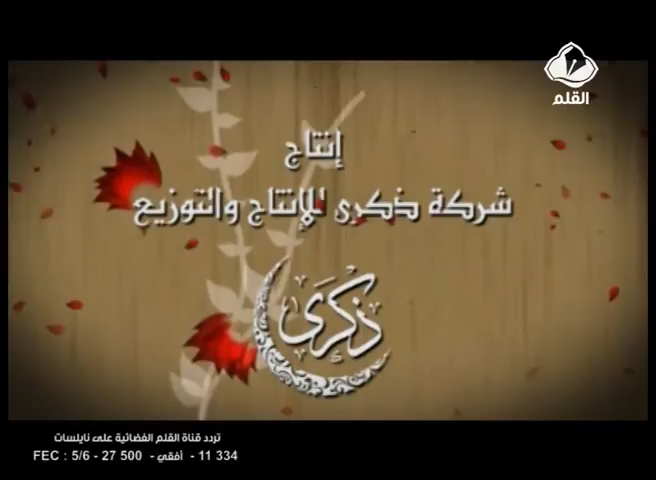 القلم
إنتاج
شركة ذكرى للإنتاج والتوزيع
ذكرى
تردد قناة القلم الفضائية على نايلسات
FEC : 5/6 - 27 500 - أفقي - 11 334